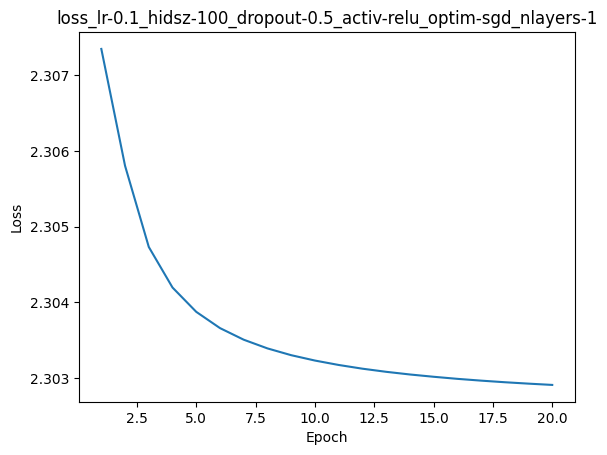 loss_lr-0.1_hidsz-100_dropout-0.5_activ-relu_optim-sgd_nlayers-1
2.307
2.306
2.305
2.304
2.303
Loss
2.5 5.0 7.5 10.0 12.5 15.0 17.5 20.0
Epoch